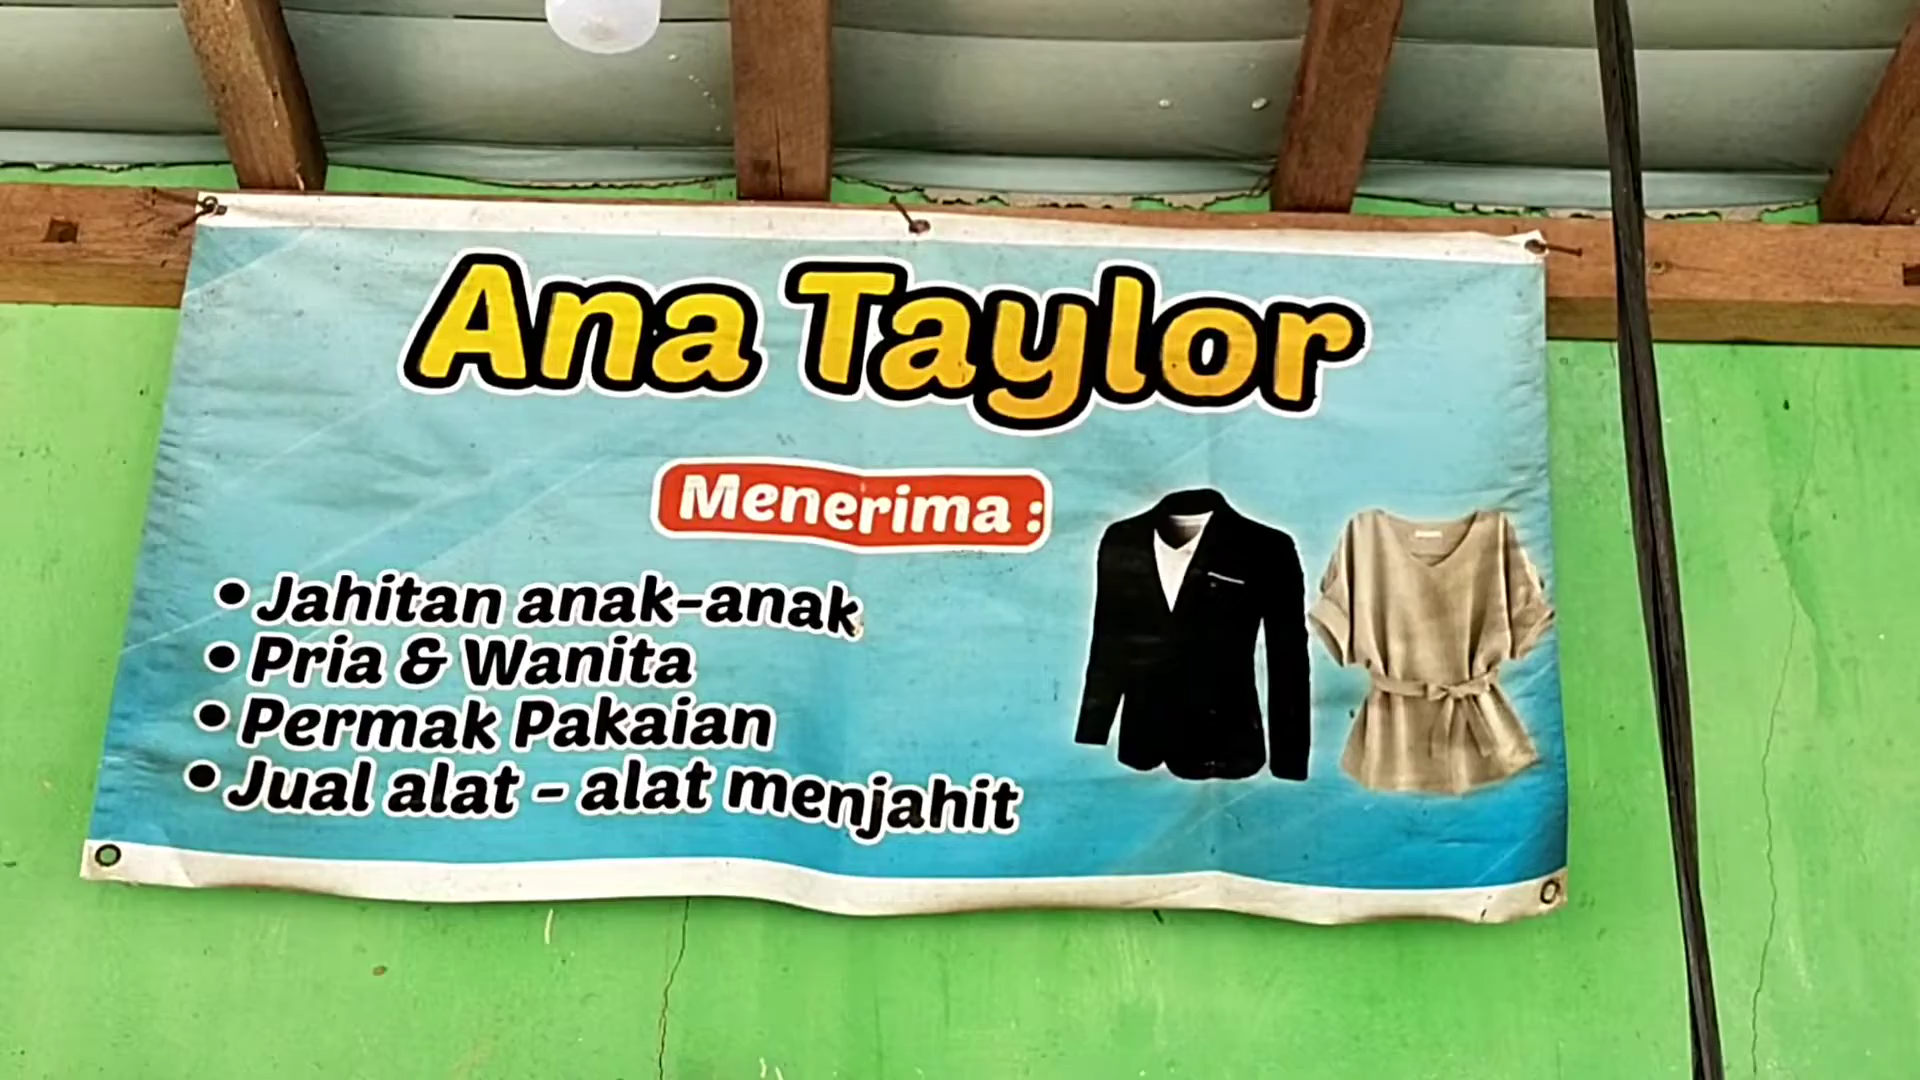 Ana Taylor
Menerima :
• Jahitan anak-anak
• Pria & Wanita
• Permak Pakaian
• Jual alat - alat menjahit